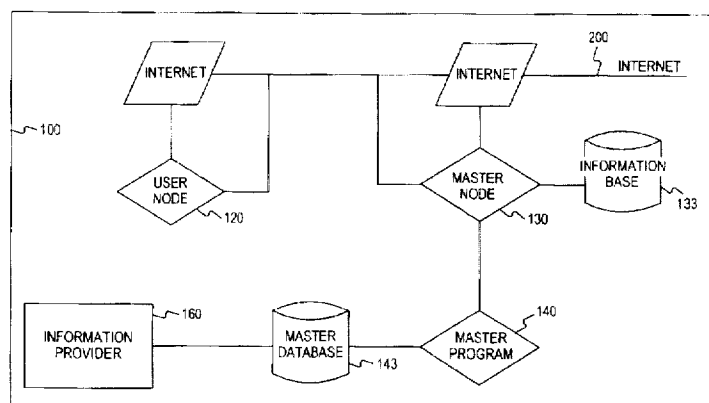 200
INTERNET
INTERNET
INTERNET
100
USER
NODE
120
MASTER
NODE
130
INFORMATION
BASE
133
160
INFORMATION
PROVIDER
MASTER
DATABASE
143
140
MASTER
PROGRAM